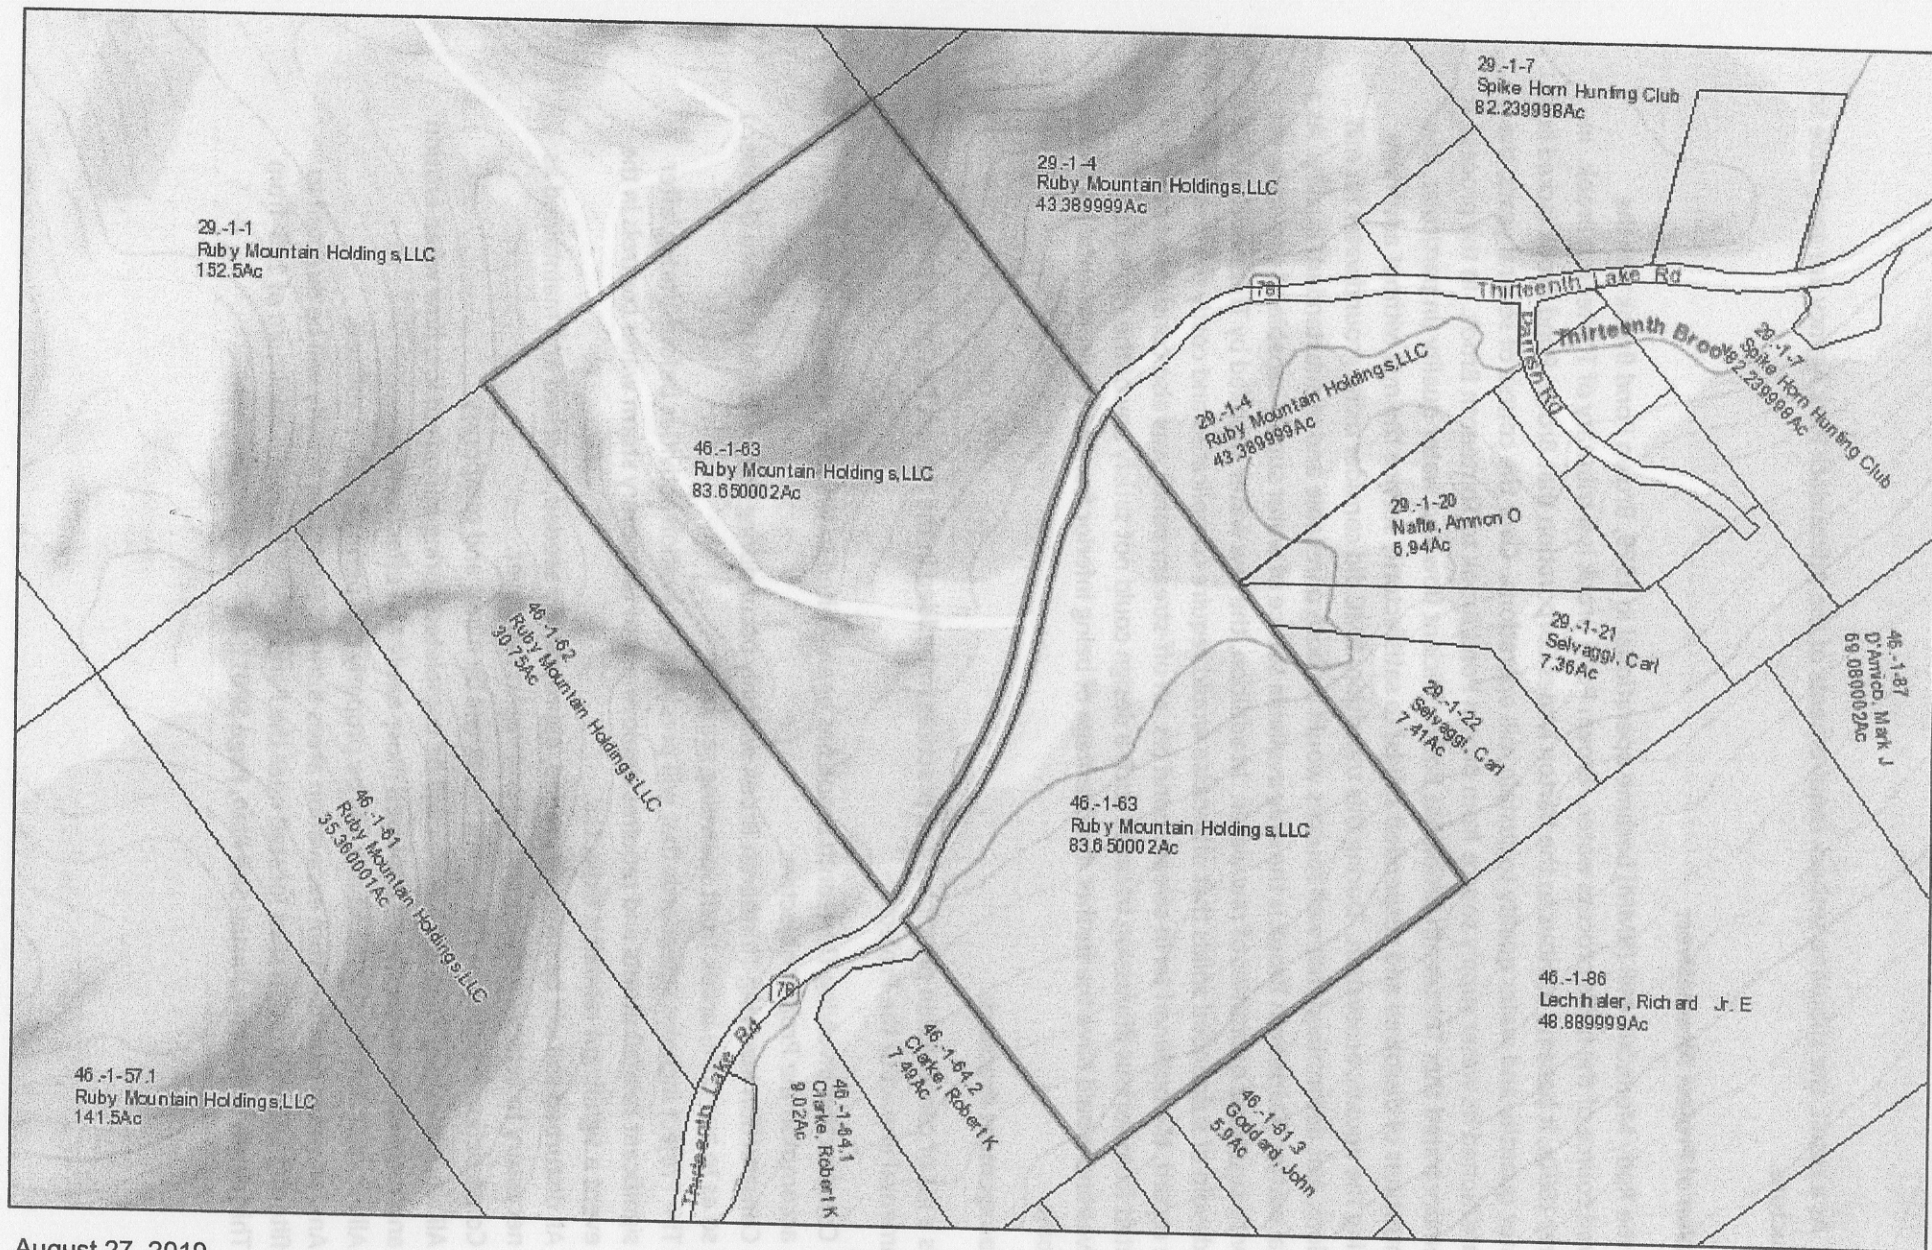 29.-1-7
Spike Horn Hunting Club
82.239998Ac
29.-1-4
Ruby Mountain Holdings,LLC
43.389999Ac
29.-1-1
Ruby Mountain Holdings,LLC
152.5Ac
78
Thirteenth Lake Rd
Thirteenth Brook
29.-1-7
Spike Horn Hunting Club
82.239998Ac
29.-1-4
Ruby Mountain Holdings,LLC
43.389999Ac
46.-1-63
Ruby Mountain Holdings,LLC
83.650002Ac
29.-1-20
Nafte, Amnon O
6.94Ac
29.-1-21
Selvaggi, Carl
7.36Ac
46.-1-87
D'Amico, Mark J
69.080002Ac
46.-1-62
Ruby Mountain Holdings,LLC
30.75Ac
29.-1-22
Selvaggi, Carl
7.41Ac
46.-1-61
Ruby Mountain Holdings,LLC
35.360001Ac
46.-1-63
Ruby Mountain Holdings,LLC
83.650002Ac
46.-1-86
Lechthaler, Richard Jr. E
48.889999Ac
78
Thirteenth Lake Rd
46.-1-64.2
Clarke, Robert K
7.49Ac
46.-1-64.1
Clarke, Robert K
9.02Ac
46.-1-57.1
Ruby Mountain Holdings,LLC
141.5Ac
46.-1-81.3
Goddard, John
5.9Ac
August 27, 2019